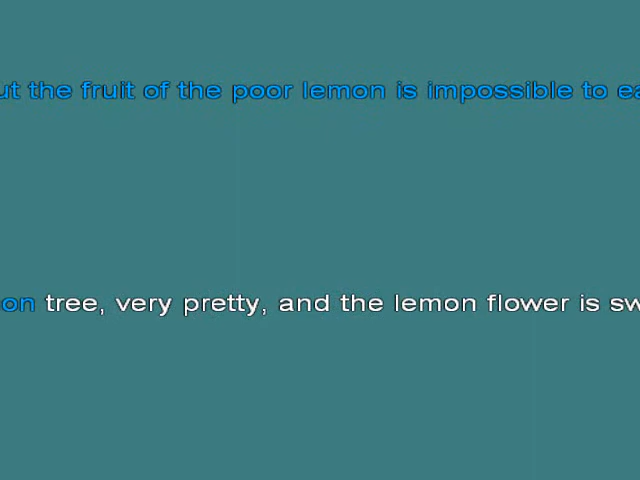 ut the fruit of the poor lemon is impossible to ea
on tree, very pretty, and the lemon flower is sw